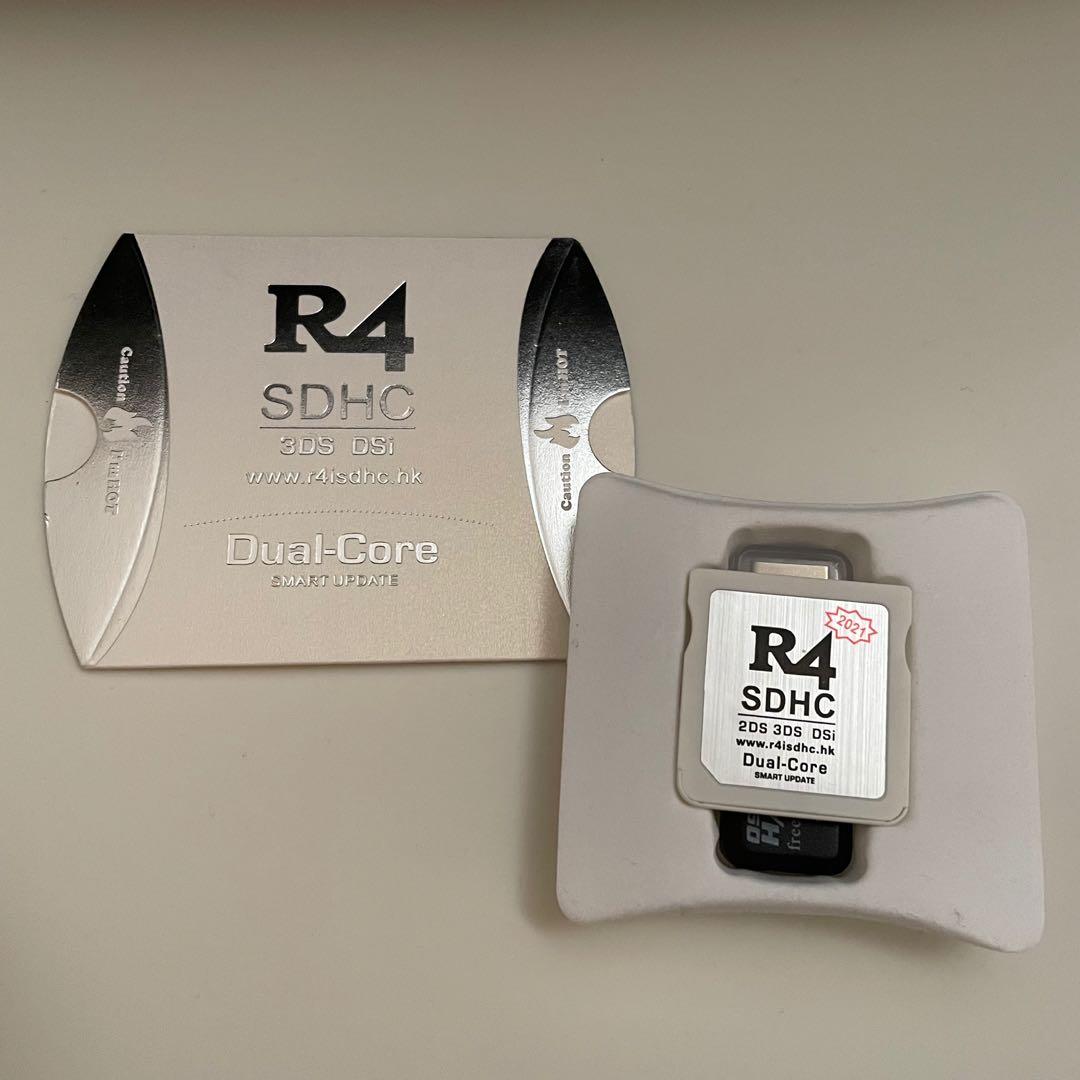 R4
SDHC
3DS DSi
www.r4isdhc.hk
Dual-Core
SMART UPDATE
Caution
Caution
2021
R4
SDHC
2DS 3DS DSi
www.r4isdhc.hk
Dual-Core
SMART UPDATE
free